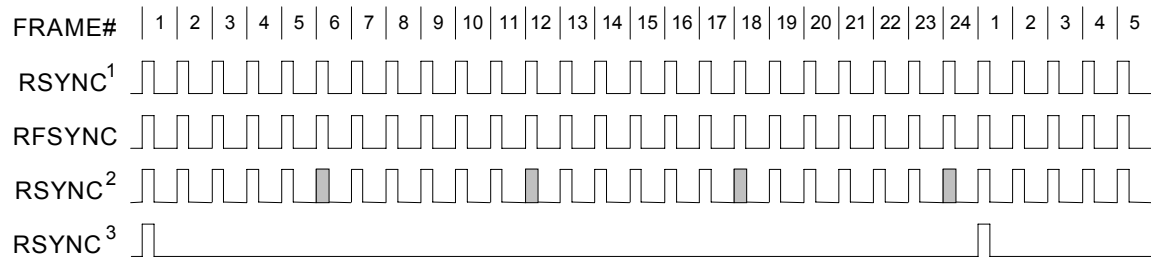 FRAME# 1 2 3 4 5 6 7 8 9 10 11 12 13 14 15 16 17 18 19 20 21 22 23 24 1 2 3 4 5
RSYNC¹
RFSYNC
RSYNC²
RSYNC³